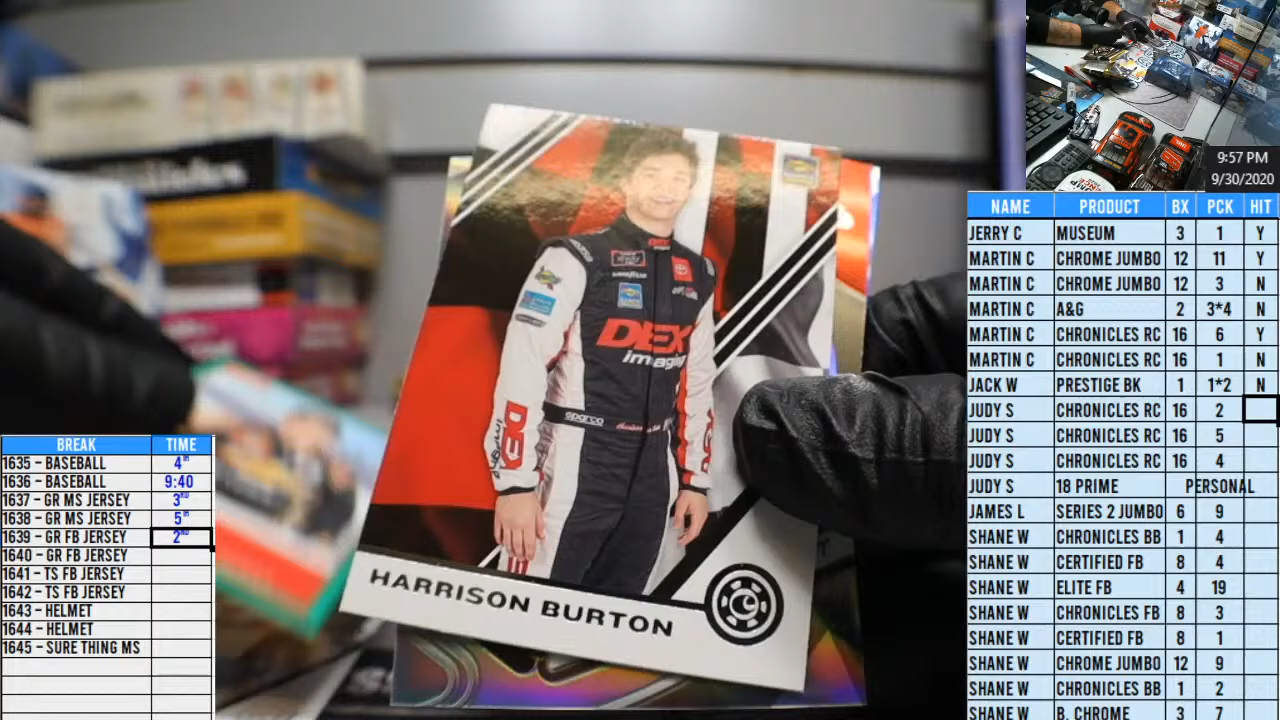 9:57 PM
9/30/2020
NAME PRODUCT BX PCK HIT
JERRY C MUSEUM 3 1 Y
MARTIN C CHROME JUMBO 12 11 Y
MARTIN C CHROME JUMBO 12 3 N
MARTIN C A&G 2 3*4 N
MARTIN C CHRONICLES RC 16 6 Y
MARTIN C CHRONICLES RC 16 1 N
JACK W PRESTIGE BK 1 1*2 N
JUDY S CHRONICLES RC 16 2
JUDY S CHRONICLES RC 16 5
JUDY S CHRONICLES RC 16 4
JUDY S 18 PRIME PERSONAL
JAMES L SERIES 2 JUMBO 6 9
SHANE W CHRONICLES BB 1 4
SHANE W CERTIFIED FB 8 4
SHANE W ELITE FB 4 19
SHANE W CHRONICLES FB 8 3
SHANE W CERTIFIED FB 8 1
SHANE W CHROME JUMBO 12 9
SHANE W CHRONICLES BB 1 2
SHANE W B. CHROME 3 7
BREAK TIME
1635 - BASEBALL 4TH
1636 - BASEBALL 9:40
1637 - GR MS JERSEY 3RD
1638 - GR MS JERSEY 5TH
1639 - GR FB JERSEY 2ND
1640 - GR FB JERSEY
1641 - TS FB JERSEY
1642 - TS FB JERSEY
1643 - HELMET
1644 - HELMET
1645 - SURE THING MS
DEX
imaging
sparco
DEX
HARRISON BURTON